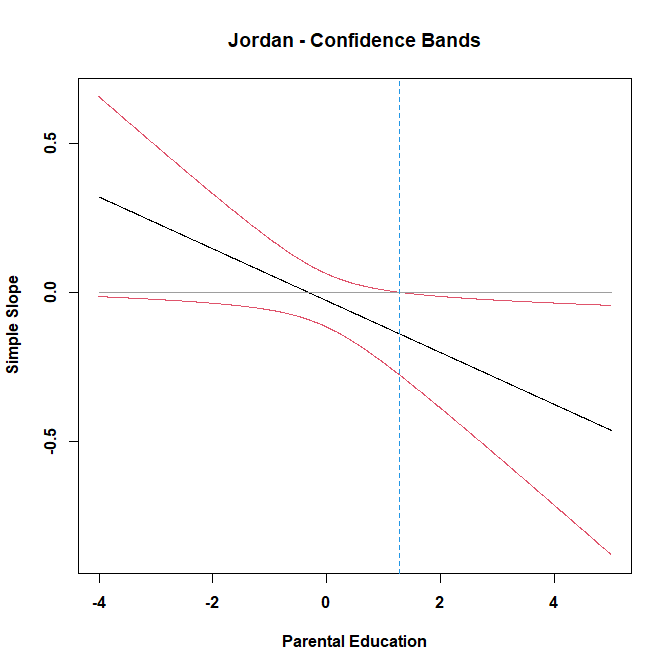 Jordan - Confidence Bands
Simple Slope
0.5
0.0
-0.5
-4 -2 0 2 4
Parental Education